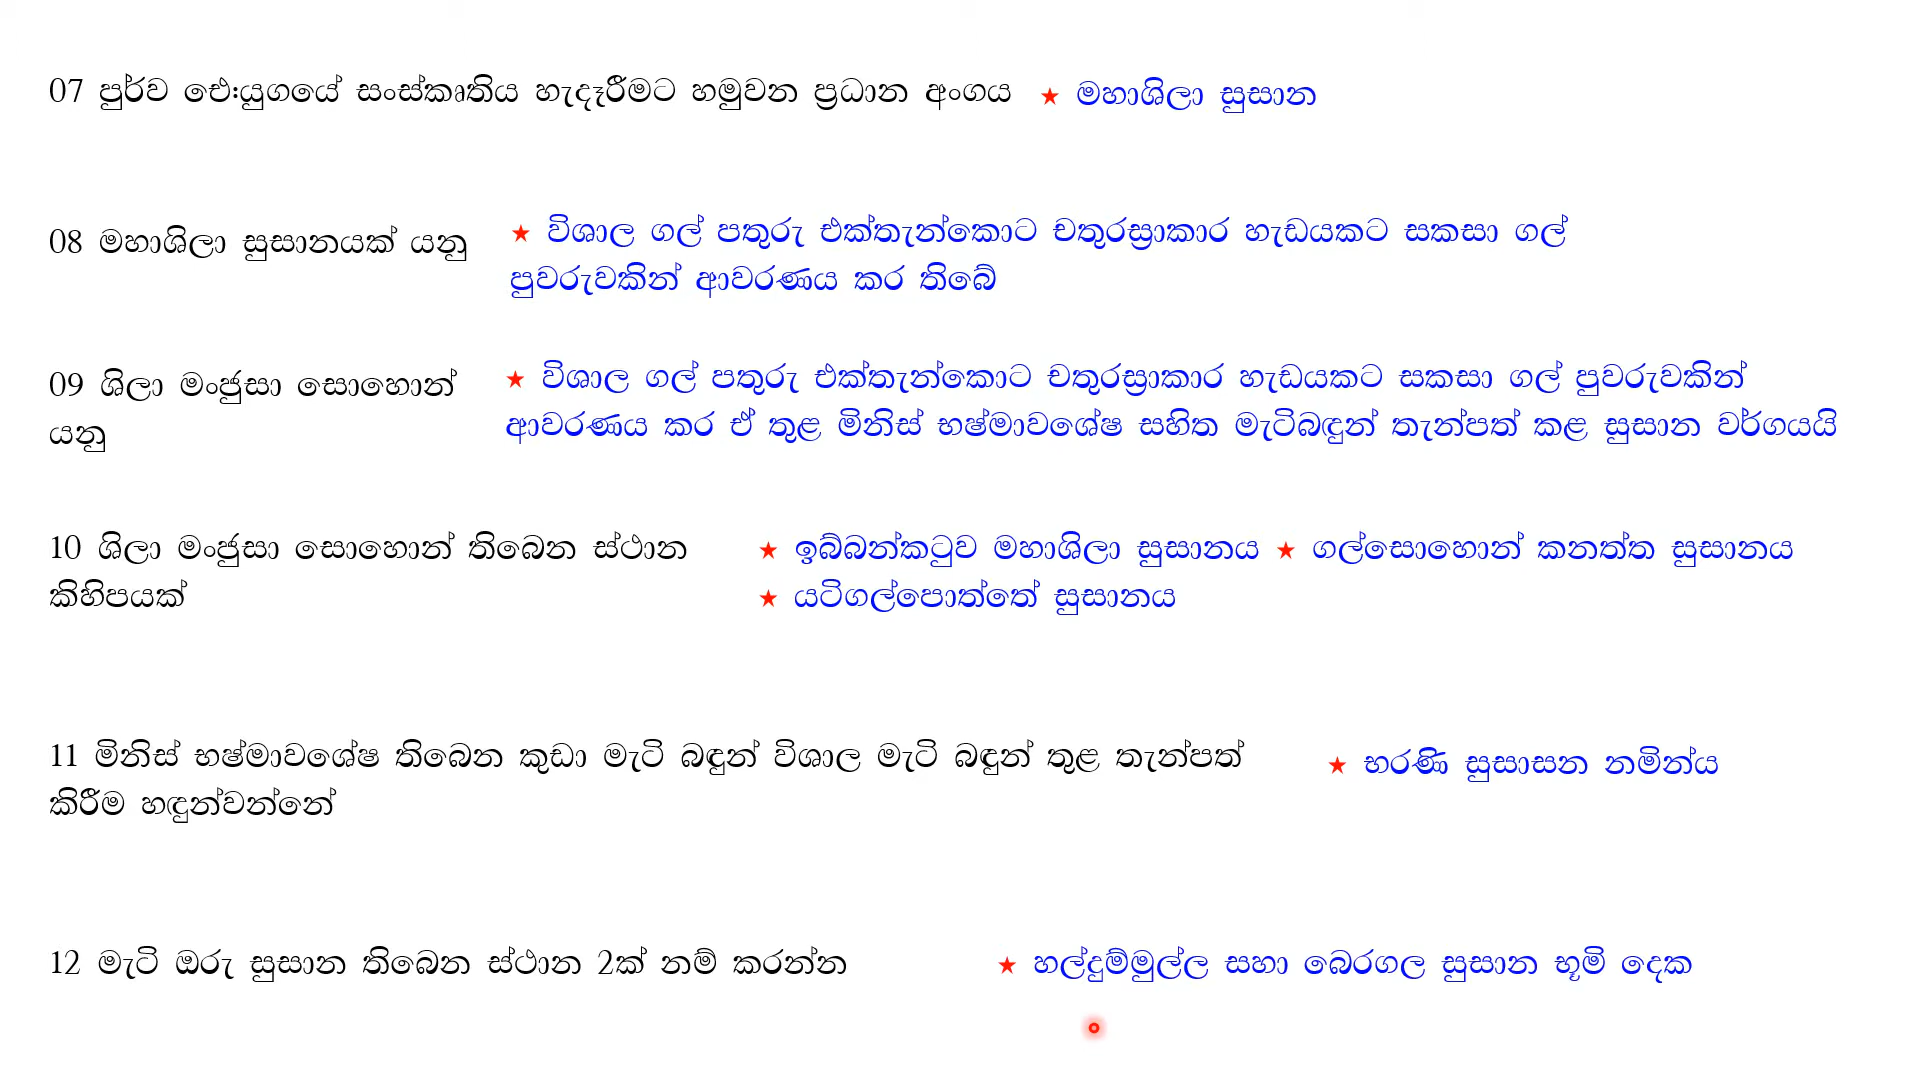 07 පුර්ව ඓ:යුගයේ සංස්කෘතිය හැදෑරීමට හමුවන ප්‍රධාන අංගය ★ මහාශිලා සුසාන
08 මහාශිලා සුසානයක් යනු
★ විශාල ගල් පතුරු එක්තැන්කොට චතුරස්‍රාකාර හැඩයකට සකසා ගල්
පුවරුවකින් ආවරණය කර තිබේ
09 ශිලා මංජුසා සොහොන්
යනු
★ විශාල ගල් පතුරු එක්තැන්කොට චතුරස්‍රාකාර හැඩයකට සකසා ගල් පුවරුවකින්
ආවරණය කර ඒ තුළ මිනිස් භෂ්මාවශේෂ සහිත මැටිබඳුන් තැන්පත් කළ සුසාන වර්ගයයි
10 ශිලා මංජුසා සොහොන් තිබෙන ස්ථාන
කිහිපයක්
★ ඉබ්බන්කටුව මහාශිලා සුසානය ★ ගල්සොහොන් කනත්ත සුසානය
★ යටිගල්පොත්තේ සුසානය
11 මිනිස් භෂ්මාවශේෂ තිබෙන කුඩා මැටි බඳුන් විශාල මැටි බඳුන් තුළ තැන්පත්
කිරීම හඳුන්වන්නේ
★ භරණි සුසාසන නමින්ය
12 මැටි ඔරු සුසාන තිබෙන ස්ථාන 2ක් නම් කරන්න ★ හල්දුම්මුල්ල සහා බෙරගල සුසාන භූමි දෙක